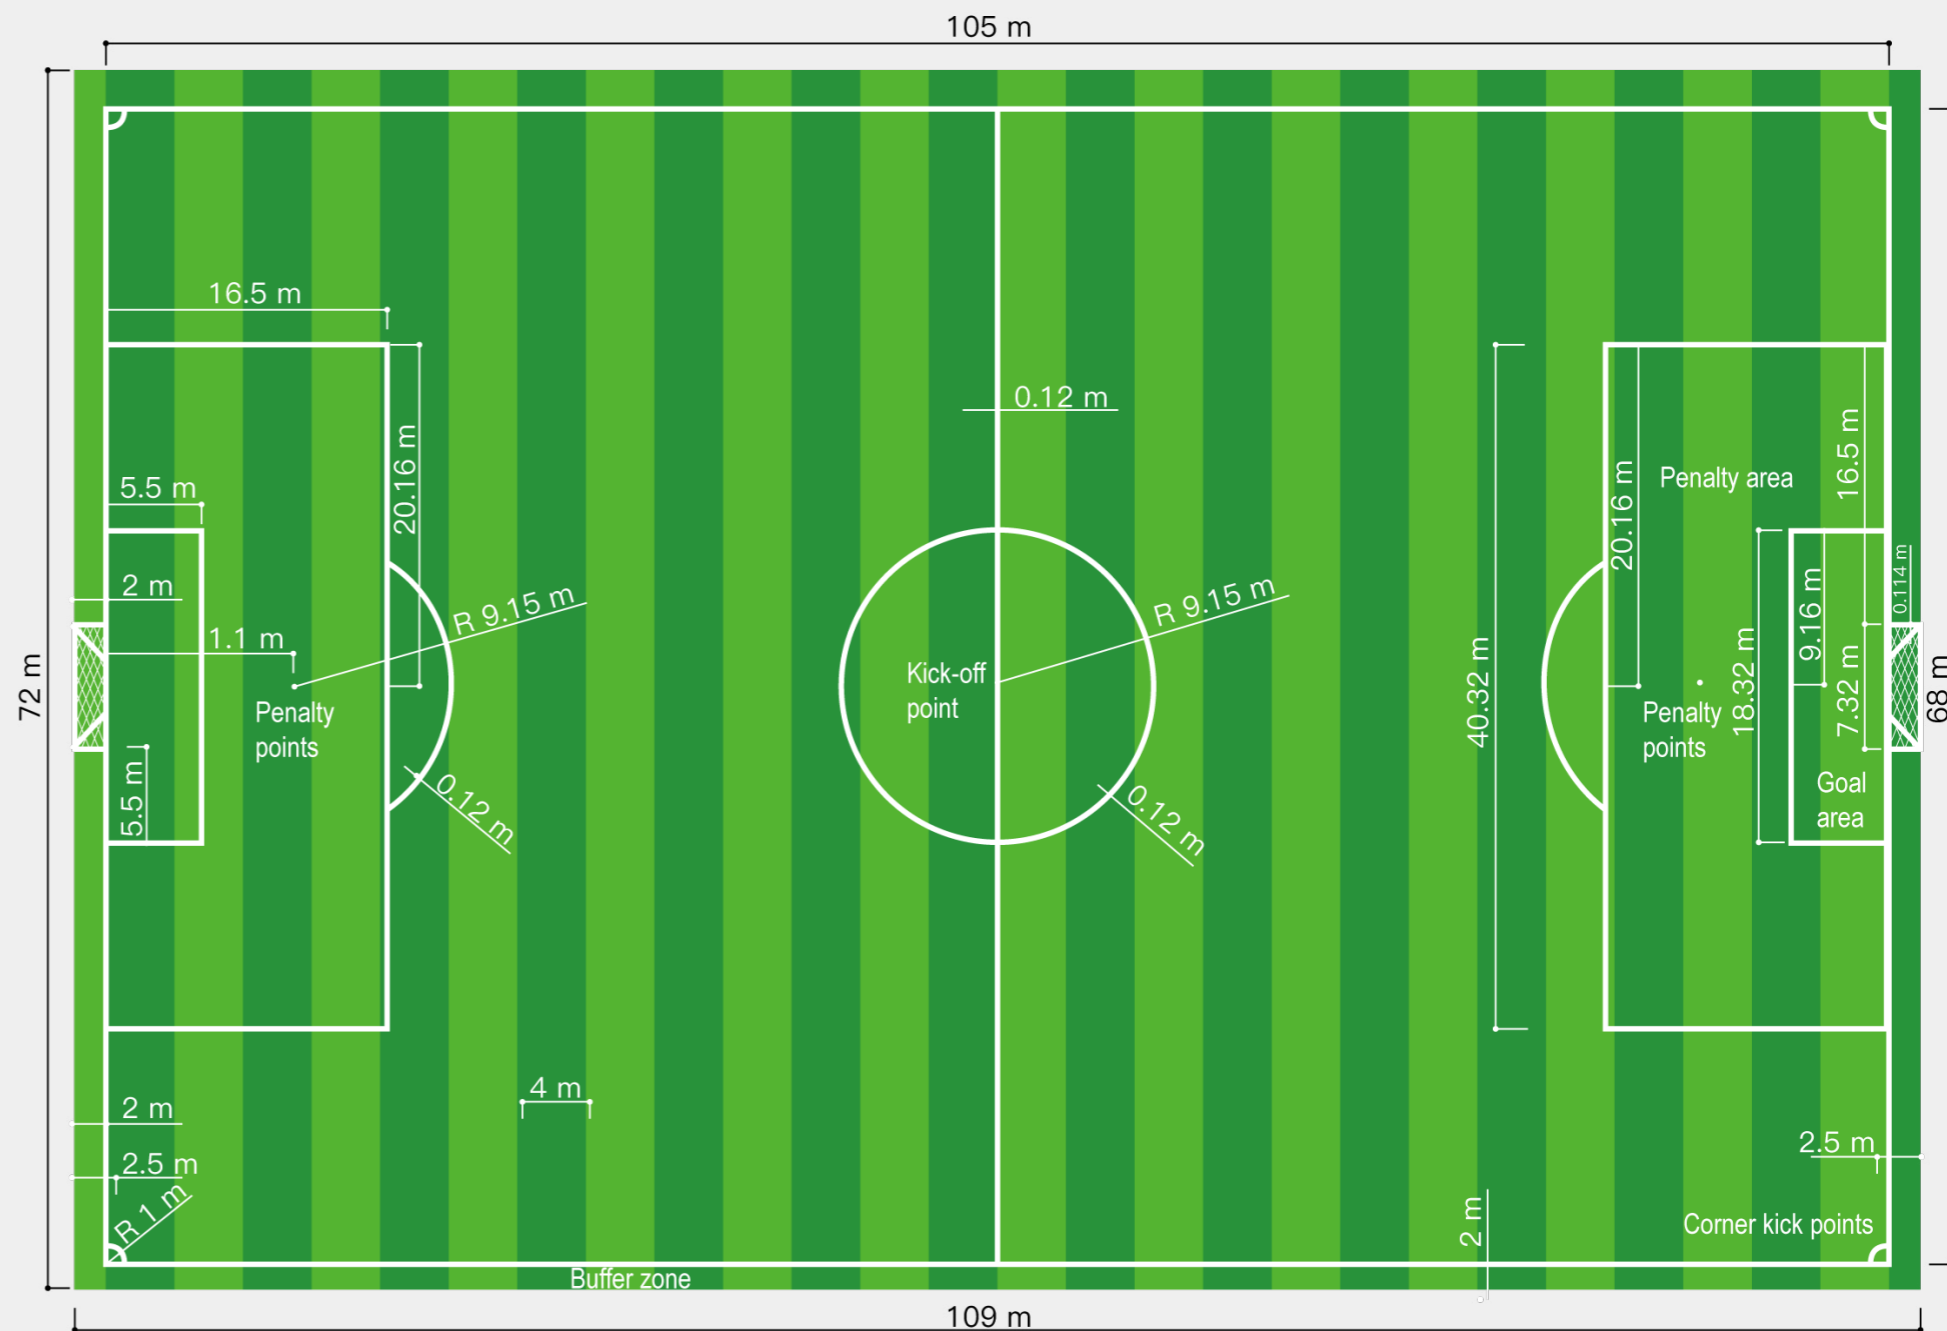 105 m
16.5 m
0.12 m
20.16 m
16.5 m
Penalty area
20.16 m
5.5 m
0.114 m
2 m
R 9.15 m
R 9.15 m
9.16 m
1.1 m
Kick-off
point
40.32 m
18.32 m
7.32 m
72 m
68 m
Penalty
points
Penalty
points
5.5 m
0.12 m
0.12 m
Goal
area
4 m
2 m
2.5 m
2.5 m
R 1 m
2 m
Corner kick points
Buffer zone
109 m